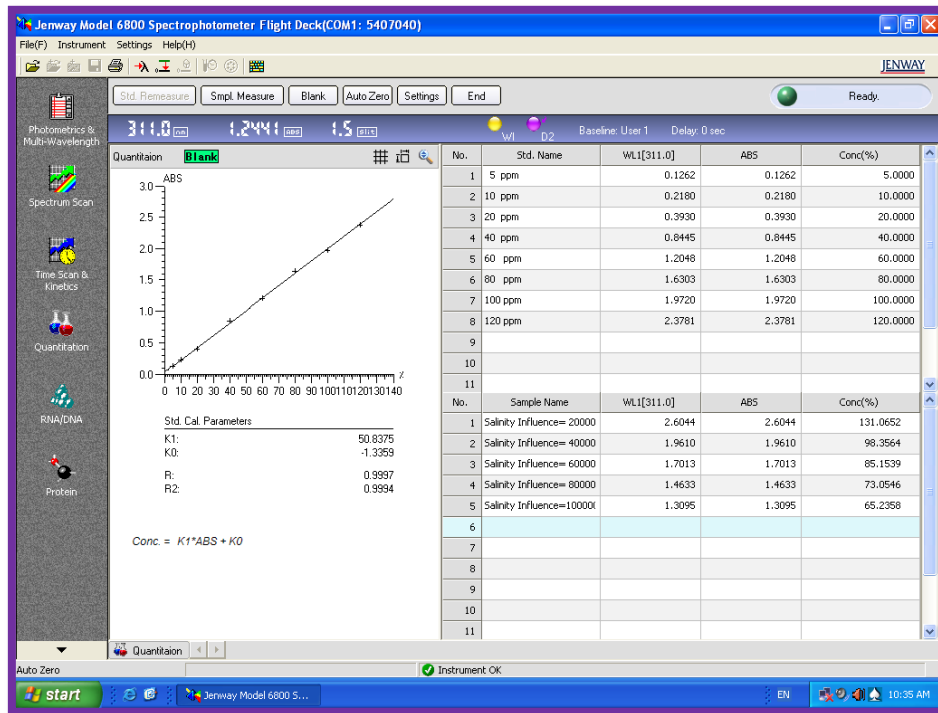 Jenway Model 6800 Spectrophotometer Flight Deck(COM1: 5407040)
File(F) Instrument Settings Help(H)
JENWAY
Std. Remeasure Smpl. Measure Blank Auto Zero Settings End Ready.
311.0 nm 1.2441 ABS 1.5 slit WI D2 Baseline: User 1 Delay: 0 sec
Photometrics &
Multi-Wavelength
Spectrum Scan
Time Scan &
Kinetics
Quantitation
RNA/DNA
Protein
Quantitaion Blank
ABS
3.0
2.5
2.0
1.5
1.0
0.5
0.0
0 10 20 30 40 50 60 70 80 90 100110120130140
Std. Cal. Parameters
K1: 50.8375
K0: -1.3359
R: 0.9997
R2: 0.9994
Conc. = K1*ABS + K0
No. Std. Name WL1[311.0] ABS Conc(%)
1 5 ppm 0.1262 0.1262 5.0000
2 10 ppm 0.2180 0.2180 10.0000
3 20 ppm 0.3930 0.3930 20.0000
4 40 ppm 0.8445 0.8445 40.0000
5 60 ppm 1.2048 1.2048 60.0000
6 80 ppm 1.6303 1.6303 80.0000
7 100 ppm 1.9720 1.9720 100.0000
8 120 ppm 2.3781 2.3781 120.0000
9
10
11
No. Sample Name WL1[311.0] ABS Conc(%)
1 Salinity Influence= 20000 2.6044 2.6044 131.0652
2 Salinity Influence= 40000 1.9610 1.9610 98.3564
3 Salinity Influence= 60000 1.7013 1.7013 85.1539
4 Salinity Influence= 80000 1.4633 1.4633 73.0546
5 Salinity Influence=10000 1.3095 1.3095 65.2358
6
7
8
9
10
11
Quantitaion
Auto Zero Instrument OK
start Jenway Model 6800 S... EN 10:35 AM